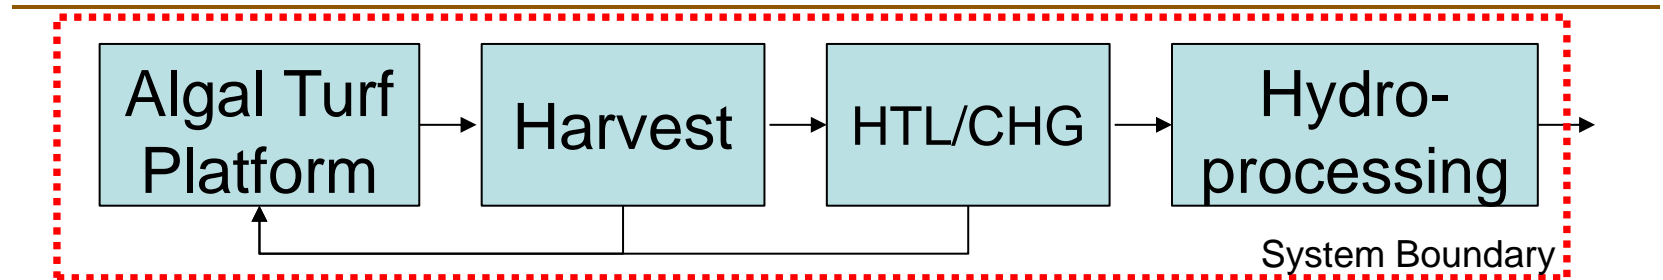 Algal Turf
Platform
Harvest
HTL/CHG
Hydro-
processing
System Boundary